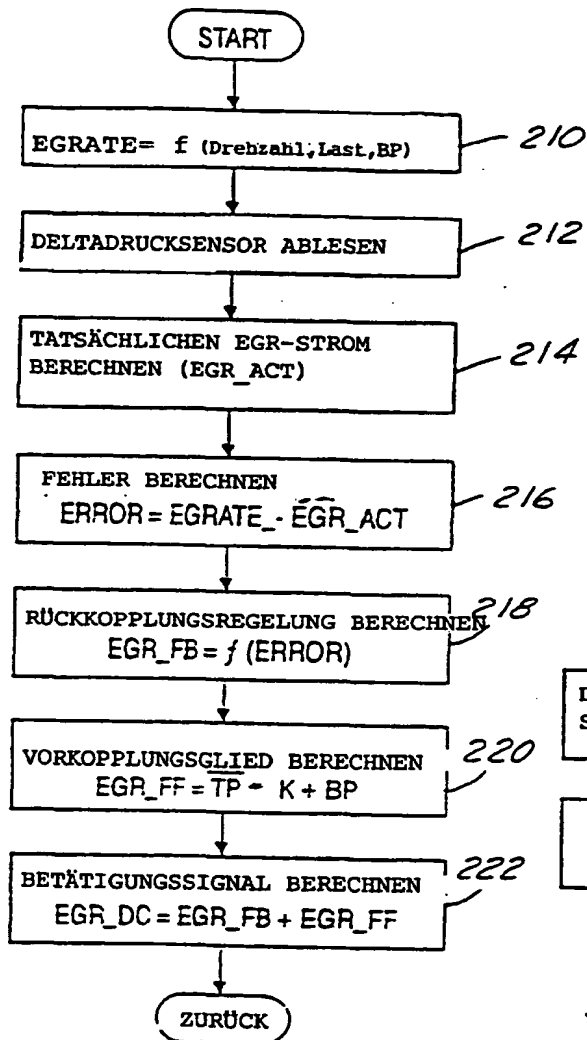 START
EGRATE= f (Drehzahl,Last,BP)
210
DELTADRUCKSENSOR ABLESEN
212
TATSÄCHLICHEN EGR-STROM
BERECHNEN (EGR_ACT)
214
FEHLER BERECHNEN
ERROR = EGRATE_- EGR_ACT
216
RÜCKKOPPLUNGSREGELUNG BERECHNEN
218
EGR_FB = f (ERROR)
VORKOPPLUNGSGLIED BERECHNEN
220
EGR_FF = TP - K + BP
BETÄTIGUNGSSIGNAL BERECHNEN
222
EGR_DC = EGR_FB + EGR_FF
ZURÜCK